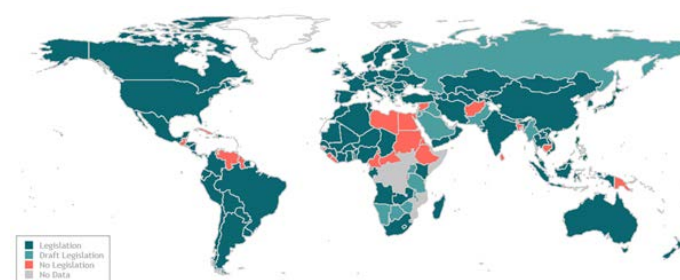 Legislation
Draft Legislation
No Legislation
No Data